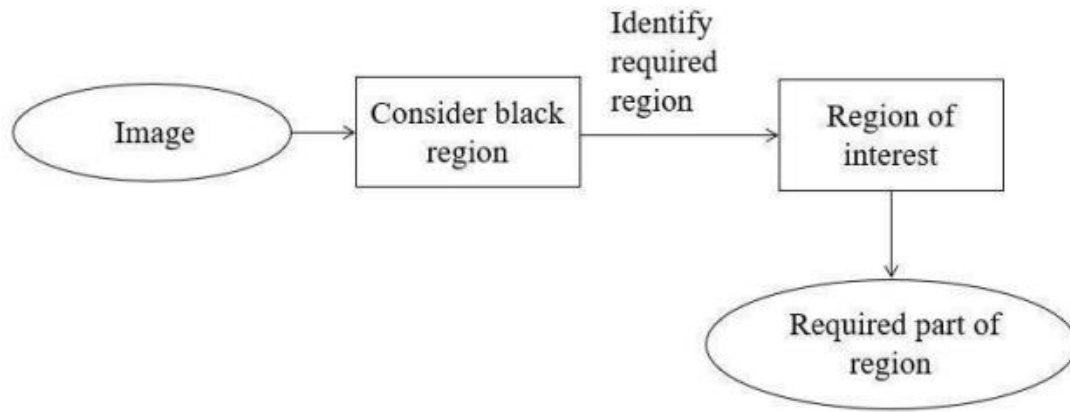 Image
Consider black
region
Identify
required
region
Region of
interest
Required part of
region